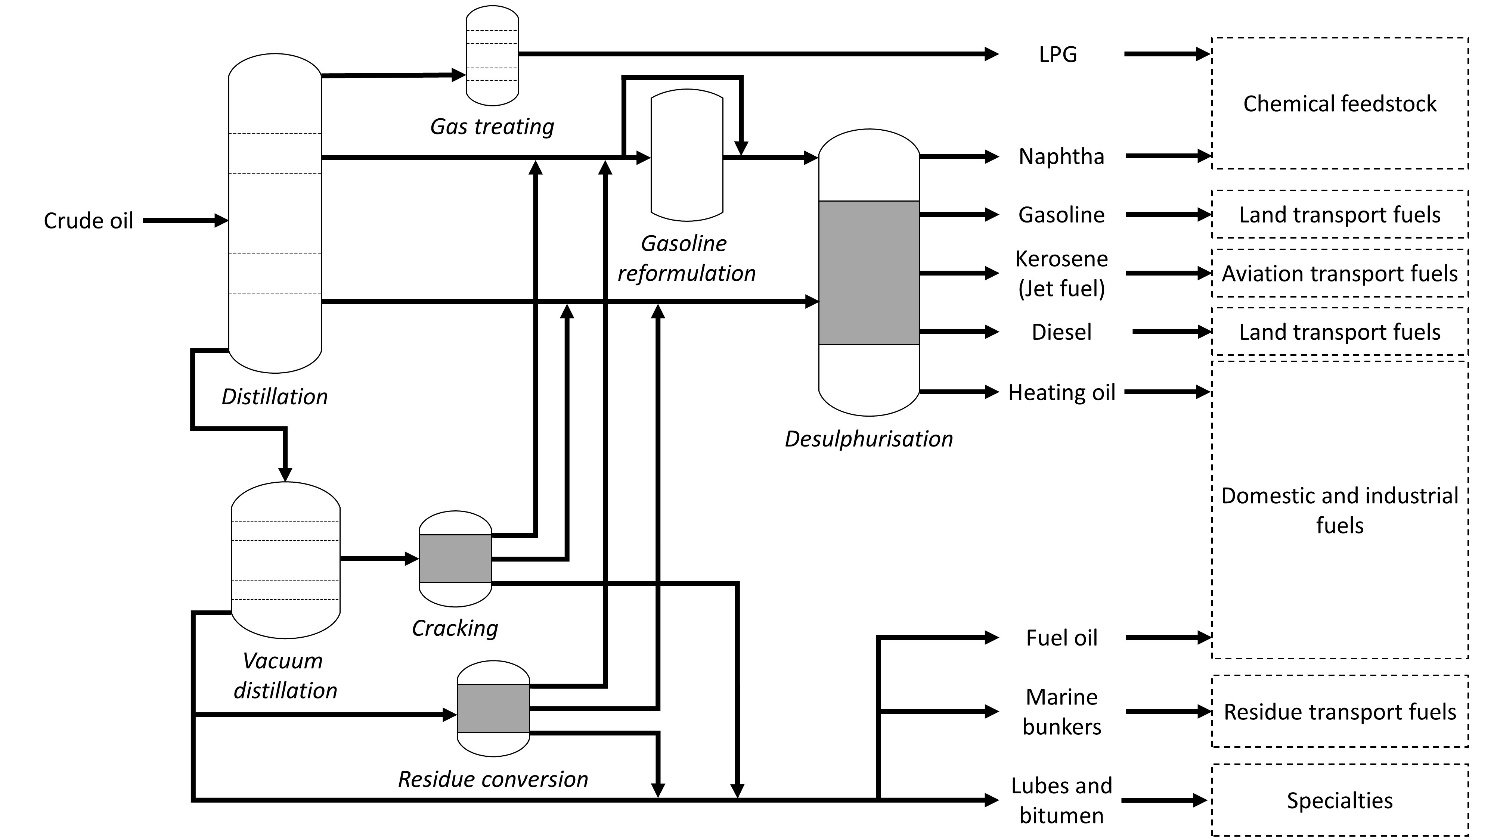 LPG
Chemical feedstock
Gas treating
Naphtha
Crude oil
Gasoline
reformulation
Gasoline
Land transport fuels
Kerosene
(Jet fuel)
Aviation transport fuels
Diesel
Land transport fuels
Distillation
Heating oil
Desulphurisation
Domestic and industrial
fuels
Cracking
Fuel oil
Vacuum
distillation
Marine
bunkers
Residue transport fuels
Residue conversion
Lubes and
bitumen
Specialties